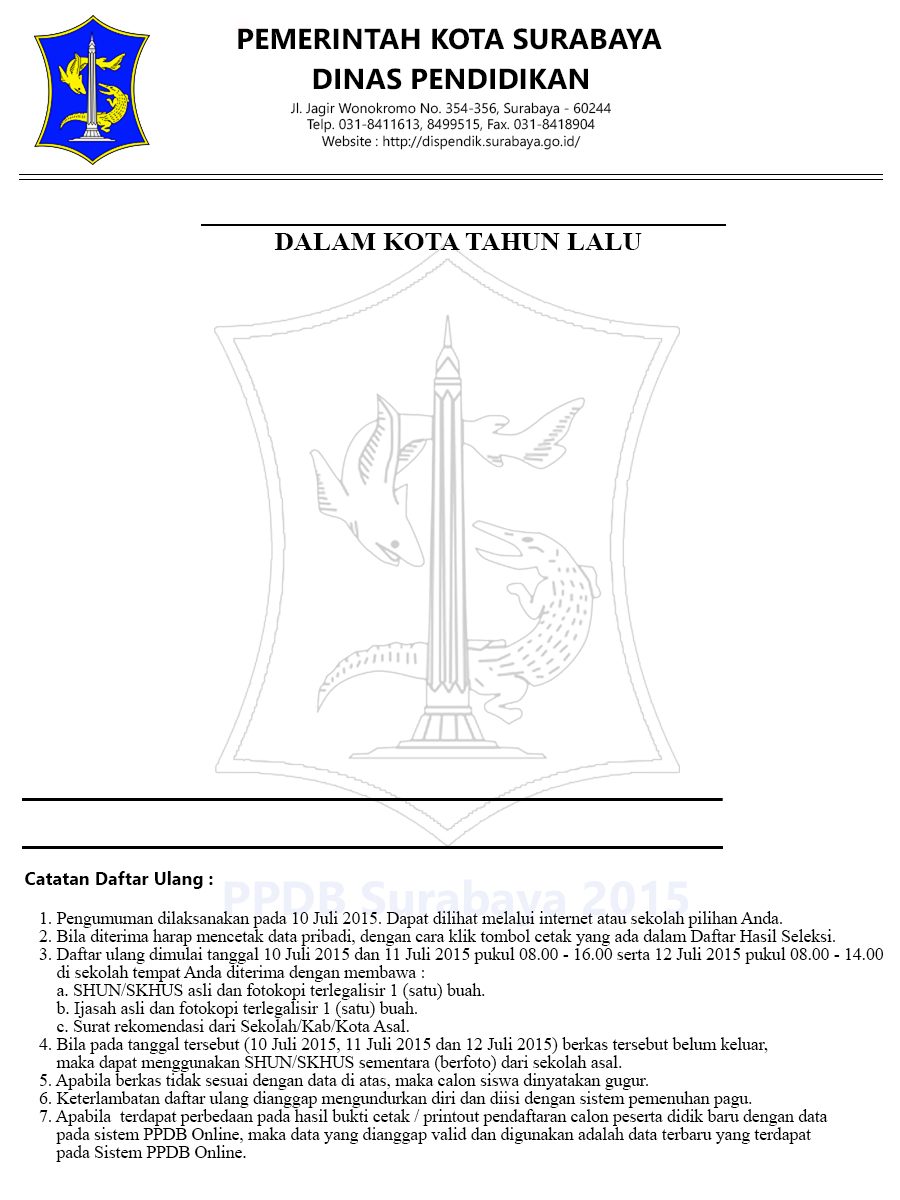 PEMERINTAH KOTA SURABAYA
DINAS PENDIDIKAN
Jl. Jagir Wonokromo No. 354-356, Surabaya - 60244
Telp. 031-8411613, 8499515, Fax. 031-8418904
Website : http://dispendik.surabaya.go.id/
DALAM KOTA TAHUN LALU
Catatan Daftar Ulang :
PPDB Surabaya 2015
1. Pengumuman dilaksanakan pada 10 Juli 2015. Dapat dilihat melalui internet atau sekolah pilihan Anda.
2. Bila diterima harap mencetak data pribadi, dengan cara klik tombol cetak yang ada dalam Daftar Hasil Seleksi.
3. Daftar ulang dimulai tanggal 10 Juli 2015 dan 11 Juli 2015 pukul 08.00 - 16.00 serta 12 Juli 2015 pukul 08.00 - 14.00
di sekolah tempat Anda diterima dengan membawa :
a. SHUN/SKHUS asli dan fotokopi terlegalisir 1 (satu) buah.
b. Ijasah asli dan fotokopi terlegalisir 1 (satu) buah.
c. Surat rekomendasi dari Sekolah/Kab/Kota Asal.
4. Bila pada tanggal tersebut (10 Juli 2015, 11 Juli 2015 dan 12 Juli 2015) berkas tersebut belum keluar,
maka dapat menggunakan SHUN/SKHUS sementara (berfoto) dari sekolah asal.
5. Apabila berkas tidak sesuai dengan data di atas, maka calon siswa dinyatakan gugur.
6. Keterlambatan daftar ulang dianggap mengundurkan diri dan diisi dengan sistem pemenuhan pagu.
7. Apabila  terdapat perbedaan pada hasil bukti cetak / printout pendaftaran calon peserta didik baru dengan data
pada sistem PPDB Online, maka data yang dianggap valid dan digunakan adalah data terbaru yang terdapat
pada Sistem PPDB Online.